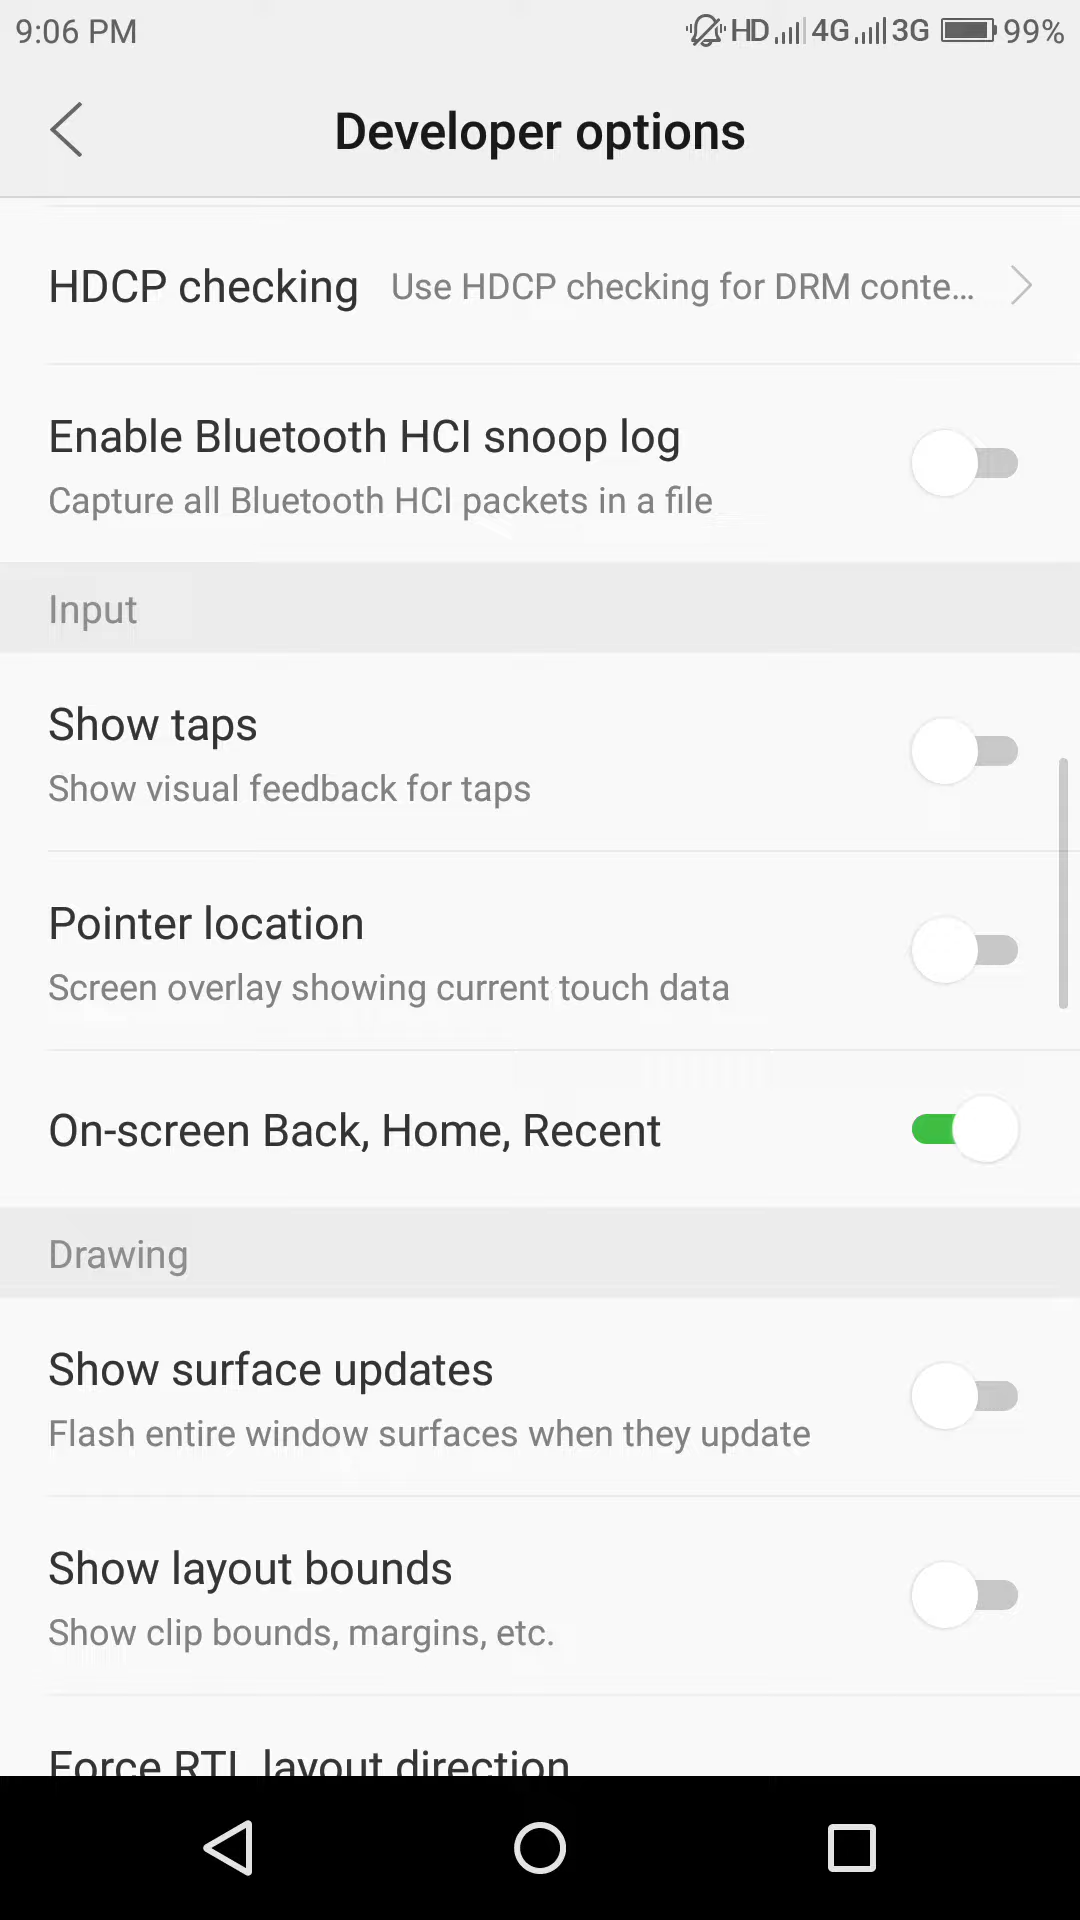 9:06 PM HD 4G 3G 99%
Developer options
HDCP checking Use HDCP checking for DRM conte...
Enable Bluetooth HCI snoop log
Capture all Bluetooth HCI packets in a file
Input
Show taps
Show visual feedback for taps
Pointer location
Screen overlay showing current touch data
On-screen Back, Home, Recent
Drawing
Show surface updates
Flash entire window surfaces when they update
Show layout bounds
Show clip bounds, margins, etc.
Force RTL layout direction